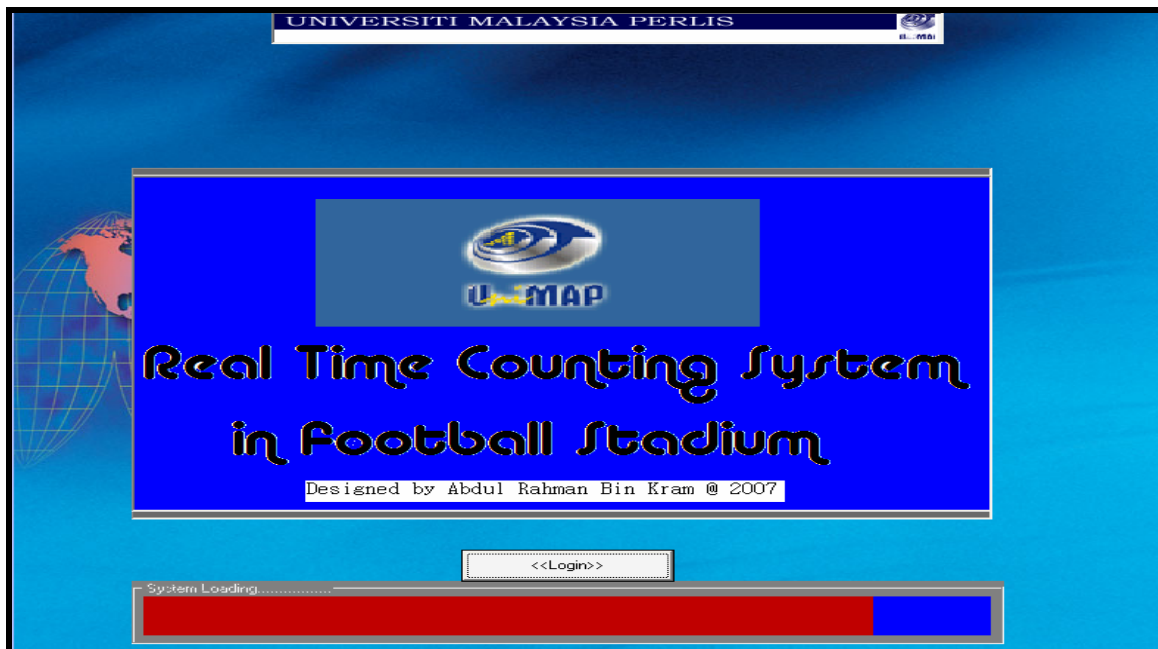 UNIVERSITI MALAYSIA PERLIS
UniMAP
UniMAP
Real Time Counting System
in Football Stadium
Designed by Abdul Rahman Bin Kram @ 2007
<<Login>>
System Loading.................